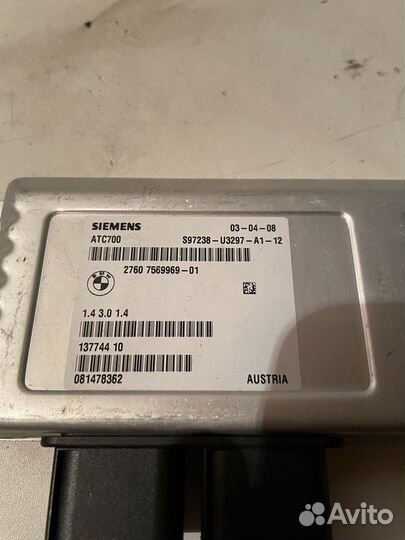 SIEMENS 03-04-08
ATC700 S97238-U3297-A1-12
2760 7569969-01
BMW
1.4 3.0 1.4
137744 10
081478362 AUSTRIA
Avito